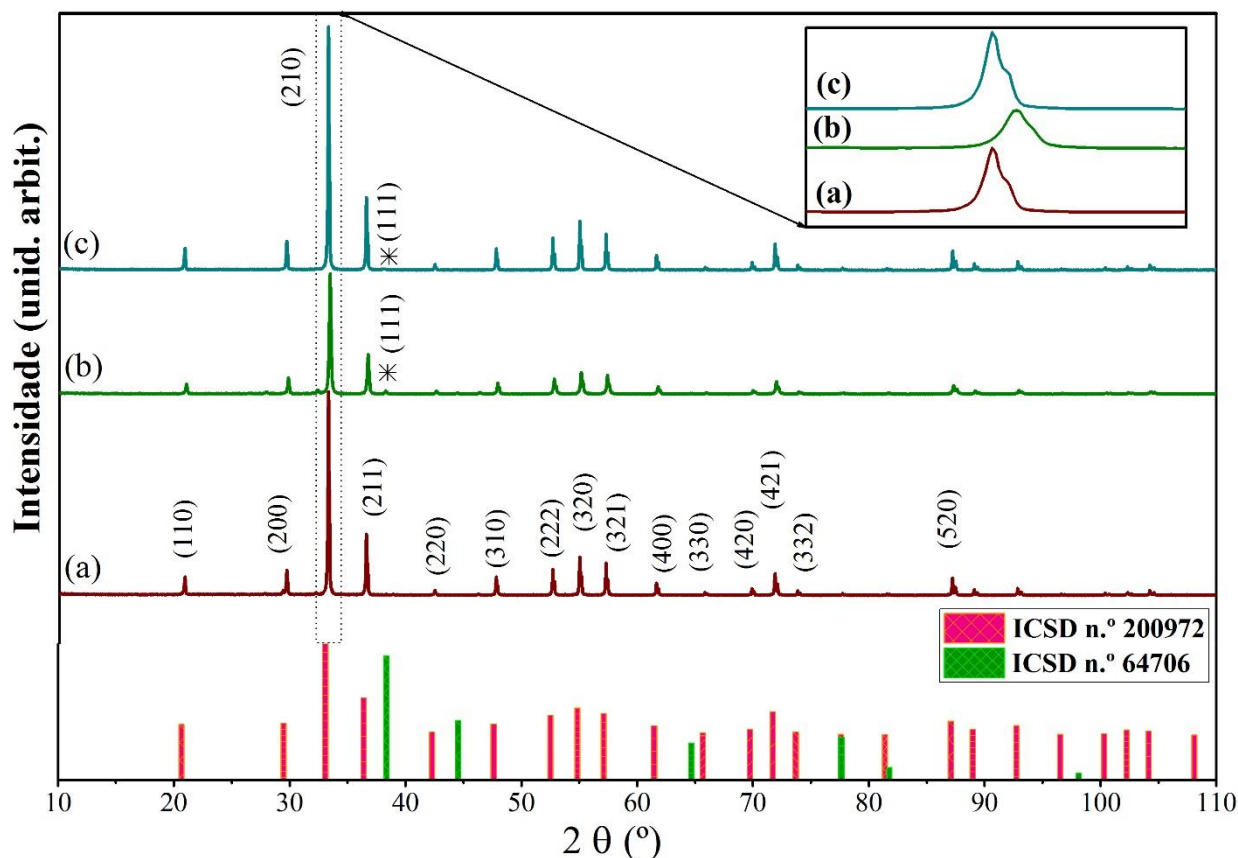 Intensidade (unid. arbit.)
(210)
(c)
(b)
(a)
(c)
✳ (111)
(b)
✳ (111)
(a)
(110)
(200)
(211)
(220)
(310)
(222)
(320)
(321)
(400)
(330)
(420)
(421)
(332)
(520)
ICSD n.º 200972
ICSD n.º 64706
10 20 30 40 50 60 70 80 90 100 110
2 θ (º)